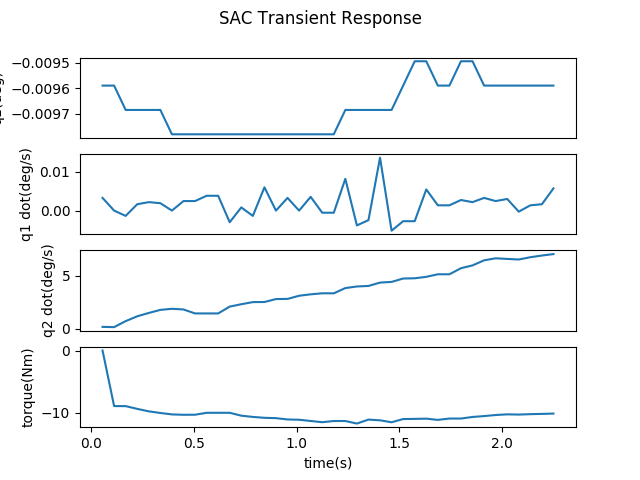 SAC Transient Response
−0.0095
−0.0096
−0.0097
q1 dot(deg/s)
0.01
0.00
q2 dot(deg/s)
5
0
torque(Nm)
0
−10
0.0 0.5 1.0 1.5 2.0
time(s)